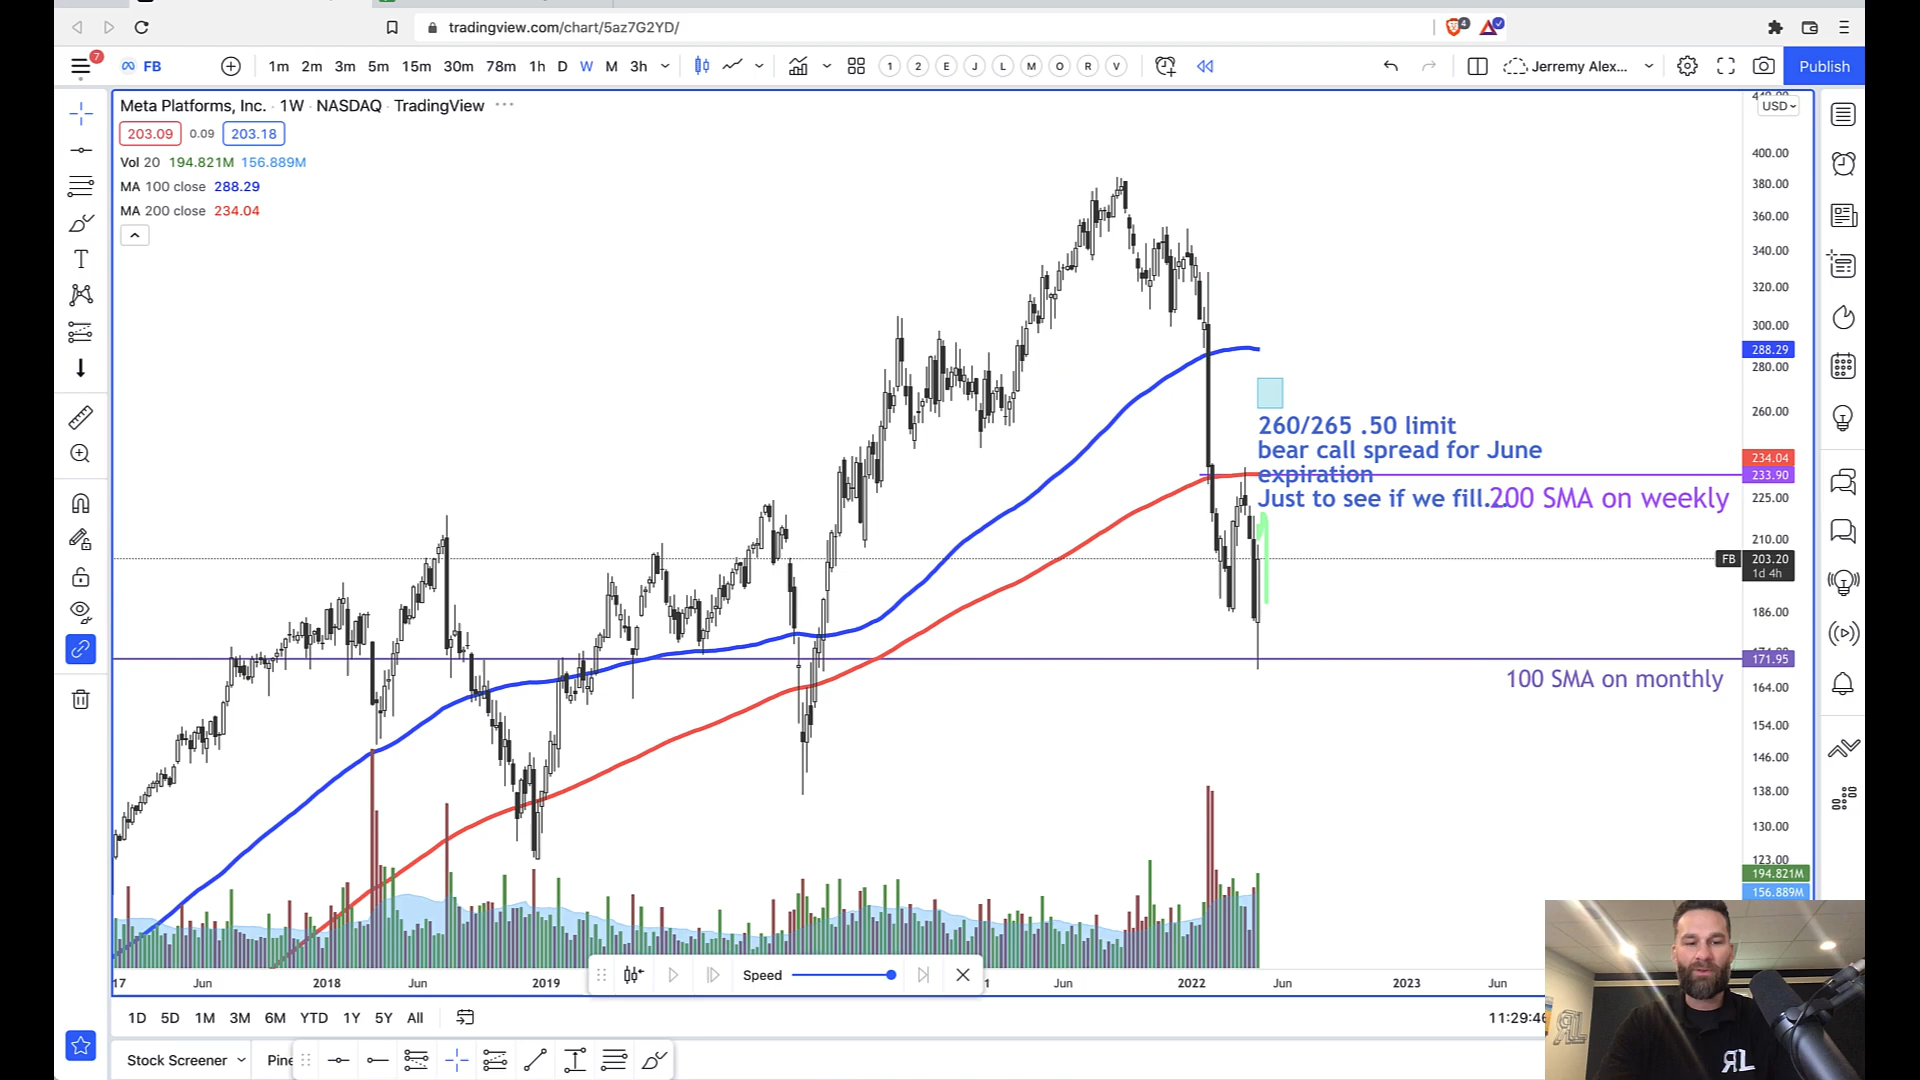 tradingview.com/chart/5az7G2YD/
4
7
FB
1m 2m 3m 5m 15m 30m 78m 1h D W M 3h
1 2 E J L M O R V
Jerremy Alex...
Publish
Meta Platforms, Inc. · 1W · NASDAQ · TradingView ···
USD
203.09 0.09 203.18
Vol 20 194.821M 156.889M
MA 100 close 288.29
MA 200 close 234.04
400.00
380.00
360.00
340.00
320.00
300.00
288.29
280.00
260.00
234.04
233.90
225.00
210.00
FB 203.20
1d 4h
186.00
171.95
164.00
154.00
146.00
138.00
130.00
123.00
194.821M
156.889M
260/265 .50 limit
bear call spread for June
expiration
Just to see if we fill...
200 SMA on weekly
100 SMA on monthly
17 Jun 2018 Jun 2019 Jun 2022 Jun 2023 Jun
Speed
1D 5D 1M 3M 6M YTD 1Y 5Y All
11:29:46
Stock Screener
Pine
RL